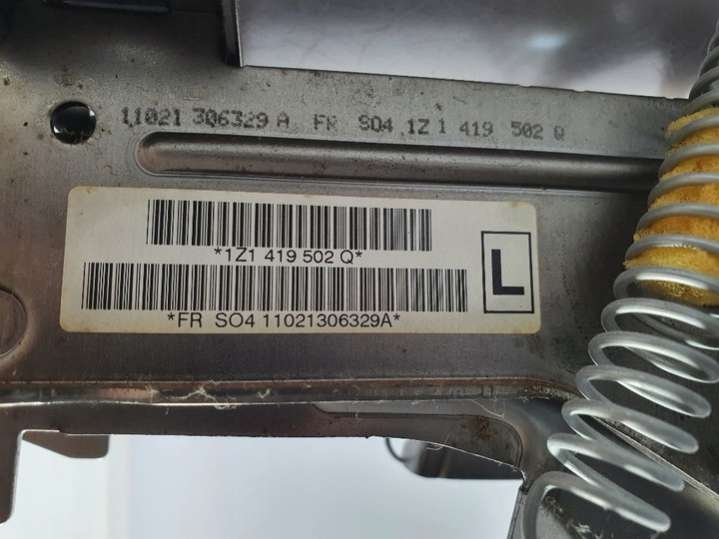 11021 306329 A FR SO4 1Z 1 419 502 Q
*1Z1 419 502 Q*
L
*FR SO4 11021306329A*